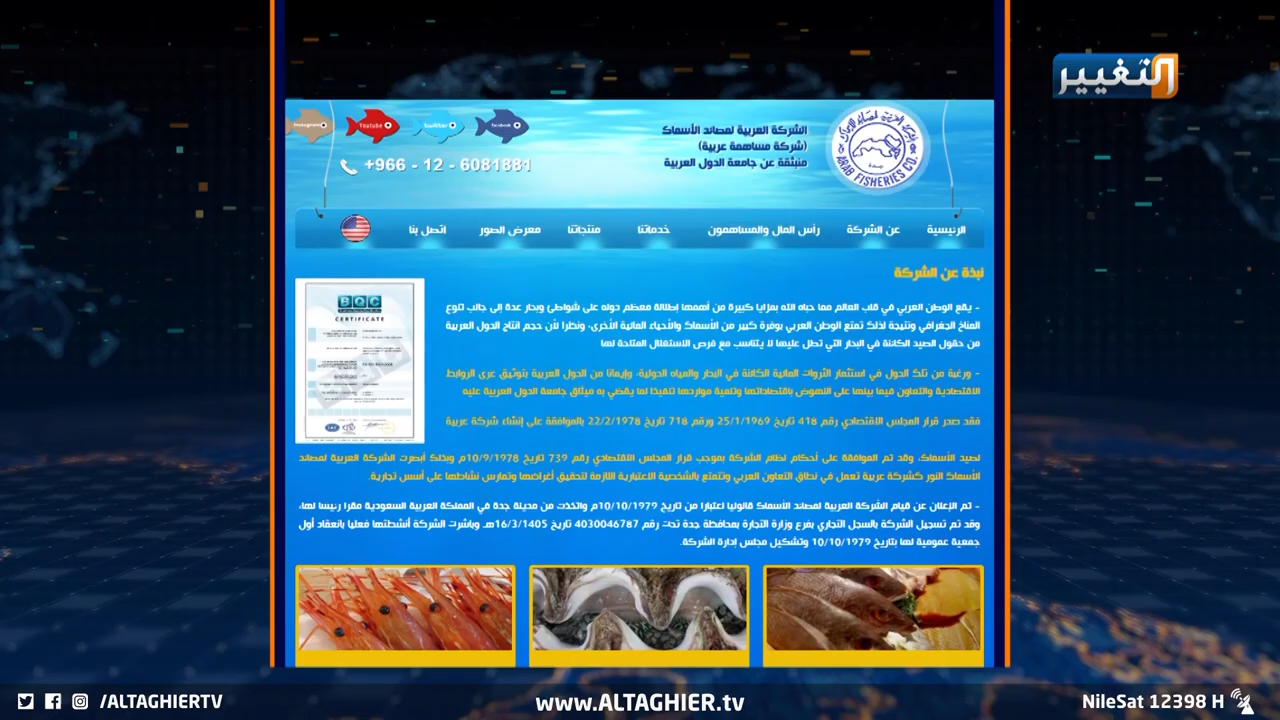 التغيير
Instagram
Youtube
twitter
facebook
+966 - 12 - 6081881
الشركة العربية لمصائد الأسماك
(شركة مساهمة عربية)
منبثقة عن جامعة الدول العربية
ARAB FISHERIES CO.
الرئيسية
عن الشركة
رأس المال والمساهمون
خدماتنا
منتجاتنا
معرض الصور
اتصل بنا
نبذة عن الشركة
BQC
CERTIFICATE
- يقع الوطن العربي في قلب العالم مما حباه الله بمزايا كبيرة من أهمها إطلالة معظم دوله على شواطئ وبحار عدة إلى جانب تنوع
المناخ الجغرافي ونتيجة لذلك تمتع الوطن العربي بوفرة كبير من الأسماك والأحياء المائية الأخرى، ونظرا لأن حجم انتاج الدول العربية
من حقول الصيد الكائنة في البحار التي تطل عليها لا يتناسب مع فرص الاستغلال المتاحة لها
- ورغبة من تلك الدول في استثمار الثروات المائية الكائنة في البحار والمياه الدولية، وإيمانا من الدول العربية بتوثيق عرى الروابط
الاقتصادية والتعاون فيما بينها على النهوض باقتصاداتها وتنمية مواردها تنفيذا لما يقضي به ميثاق جامعة الدول العربية عليه
فقد صدر قرار المجلس الاقتصادي رقم 418 تاريخ 25/1/1969 ورقم 718 تاريخ 22/2/1978 بالموافقة على إنشاء شركة عربية
لصيد الأسماك، وقد تم الموافقة على أحكام نظام الشركة بموجب قرار المجلس الاقتصادي رقم 739 تاريخ 10/9/1978م وبذلك أبصرت الشركة العربية لمصائد
الأسماك النور كشركة عربية تعمل في نطاق التعاون العربي وتتمتع بالشخصية الاعتبارية اللازمة لتحقيق أغراضها وتمارس نشاطها على أسس تجارية.
- تم الإعلان عن قيام الشركة العربية لمصائد الأسماك قانونيا اعتبارا من تاريخ 10/10/1979م واتخذت من مدينة جدة في المملكة العربية السعودية مقرا رئيسا لها،
وقد تم تسجيل الشركة بالسجل التجاري بفرع وزارة التجارة بمحافظة جدة تحت رقم 4030046787 تاريخ 16/3/1405هـ وباشرت الشركة أنشطتها فعليا بانعقاد أول
جمعية عمومية لها بتاريخ 10/10/1979 وتشكيل مجلس إدارة الشركة.
/ALTAGHIERTV
www.ALTAGHIER.tv
NileSat 12398 H